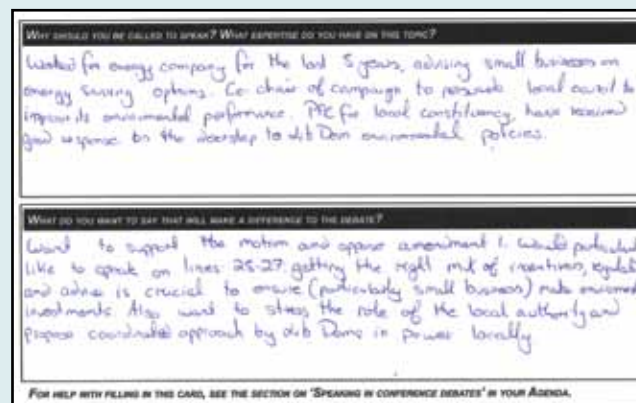 WHY SHOULD YOU BE CALLED TO SPEAK? WHAT EXPERTISE DO YOU HAVE ON THIS TOPIC?
Worked for energy company for the last 5 years, advising small businesses on
energy saving options. Co chair of campaign to persuade local council to
improve its environmental performance. PPC for local constituency, have received
good response on the doorstep to Lib Dem environmental policies.
WHAT DO YOU WANT TO SAY THAT WILL MAKE A DIFFERENCE TO THE DEBATE?
Want to support the motion and oppose amendment 1. Would
like to speak on lines 25-27: getting the right mix of incentives,
and advice is crucial to ensure (particularly small business) make
investments. Also want to stress the role of the local authority and
propose coordinated approach by Lib Dems in power locally
FOR HELP WITH FILLING IN THIS CARD, SEE THE SECTION ON 'SPEAKING IN CONFERENCE DEBATES' IN YOUR AGENDA.